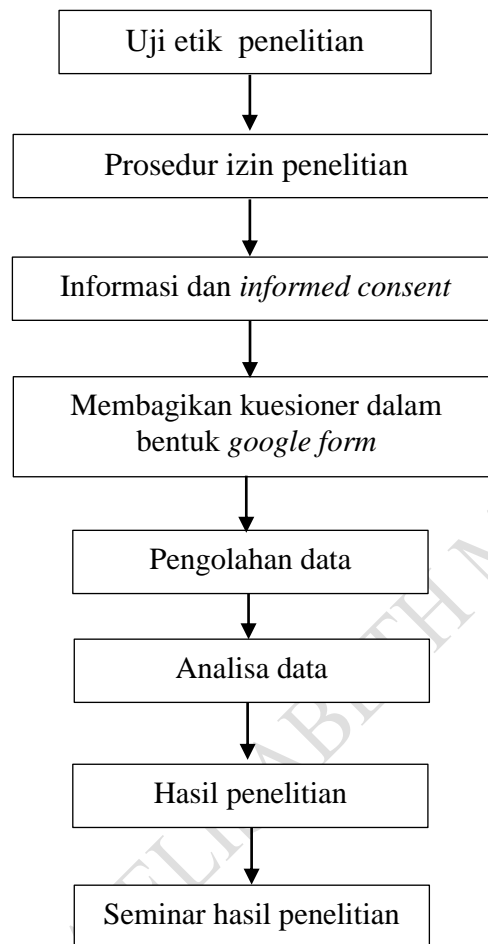 Uji etik penelitian
Prosedur izin penelitian
Informasi dan informed consent
Membagikan kuesioner dalam
bentuk google form
Pengolahan data
Analisa data
Hasil penelitian
Seminar hasil penelitian